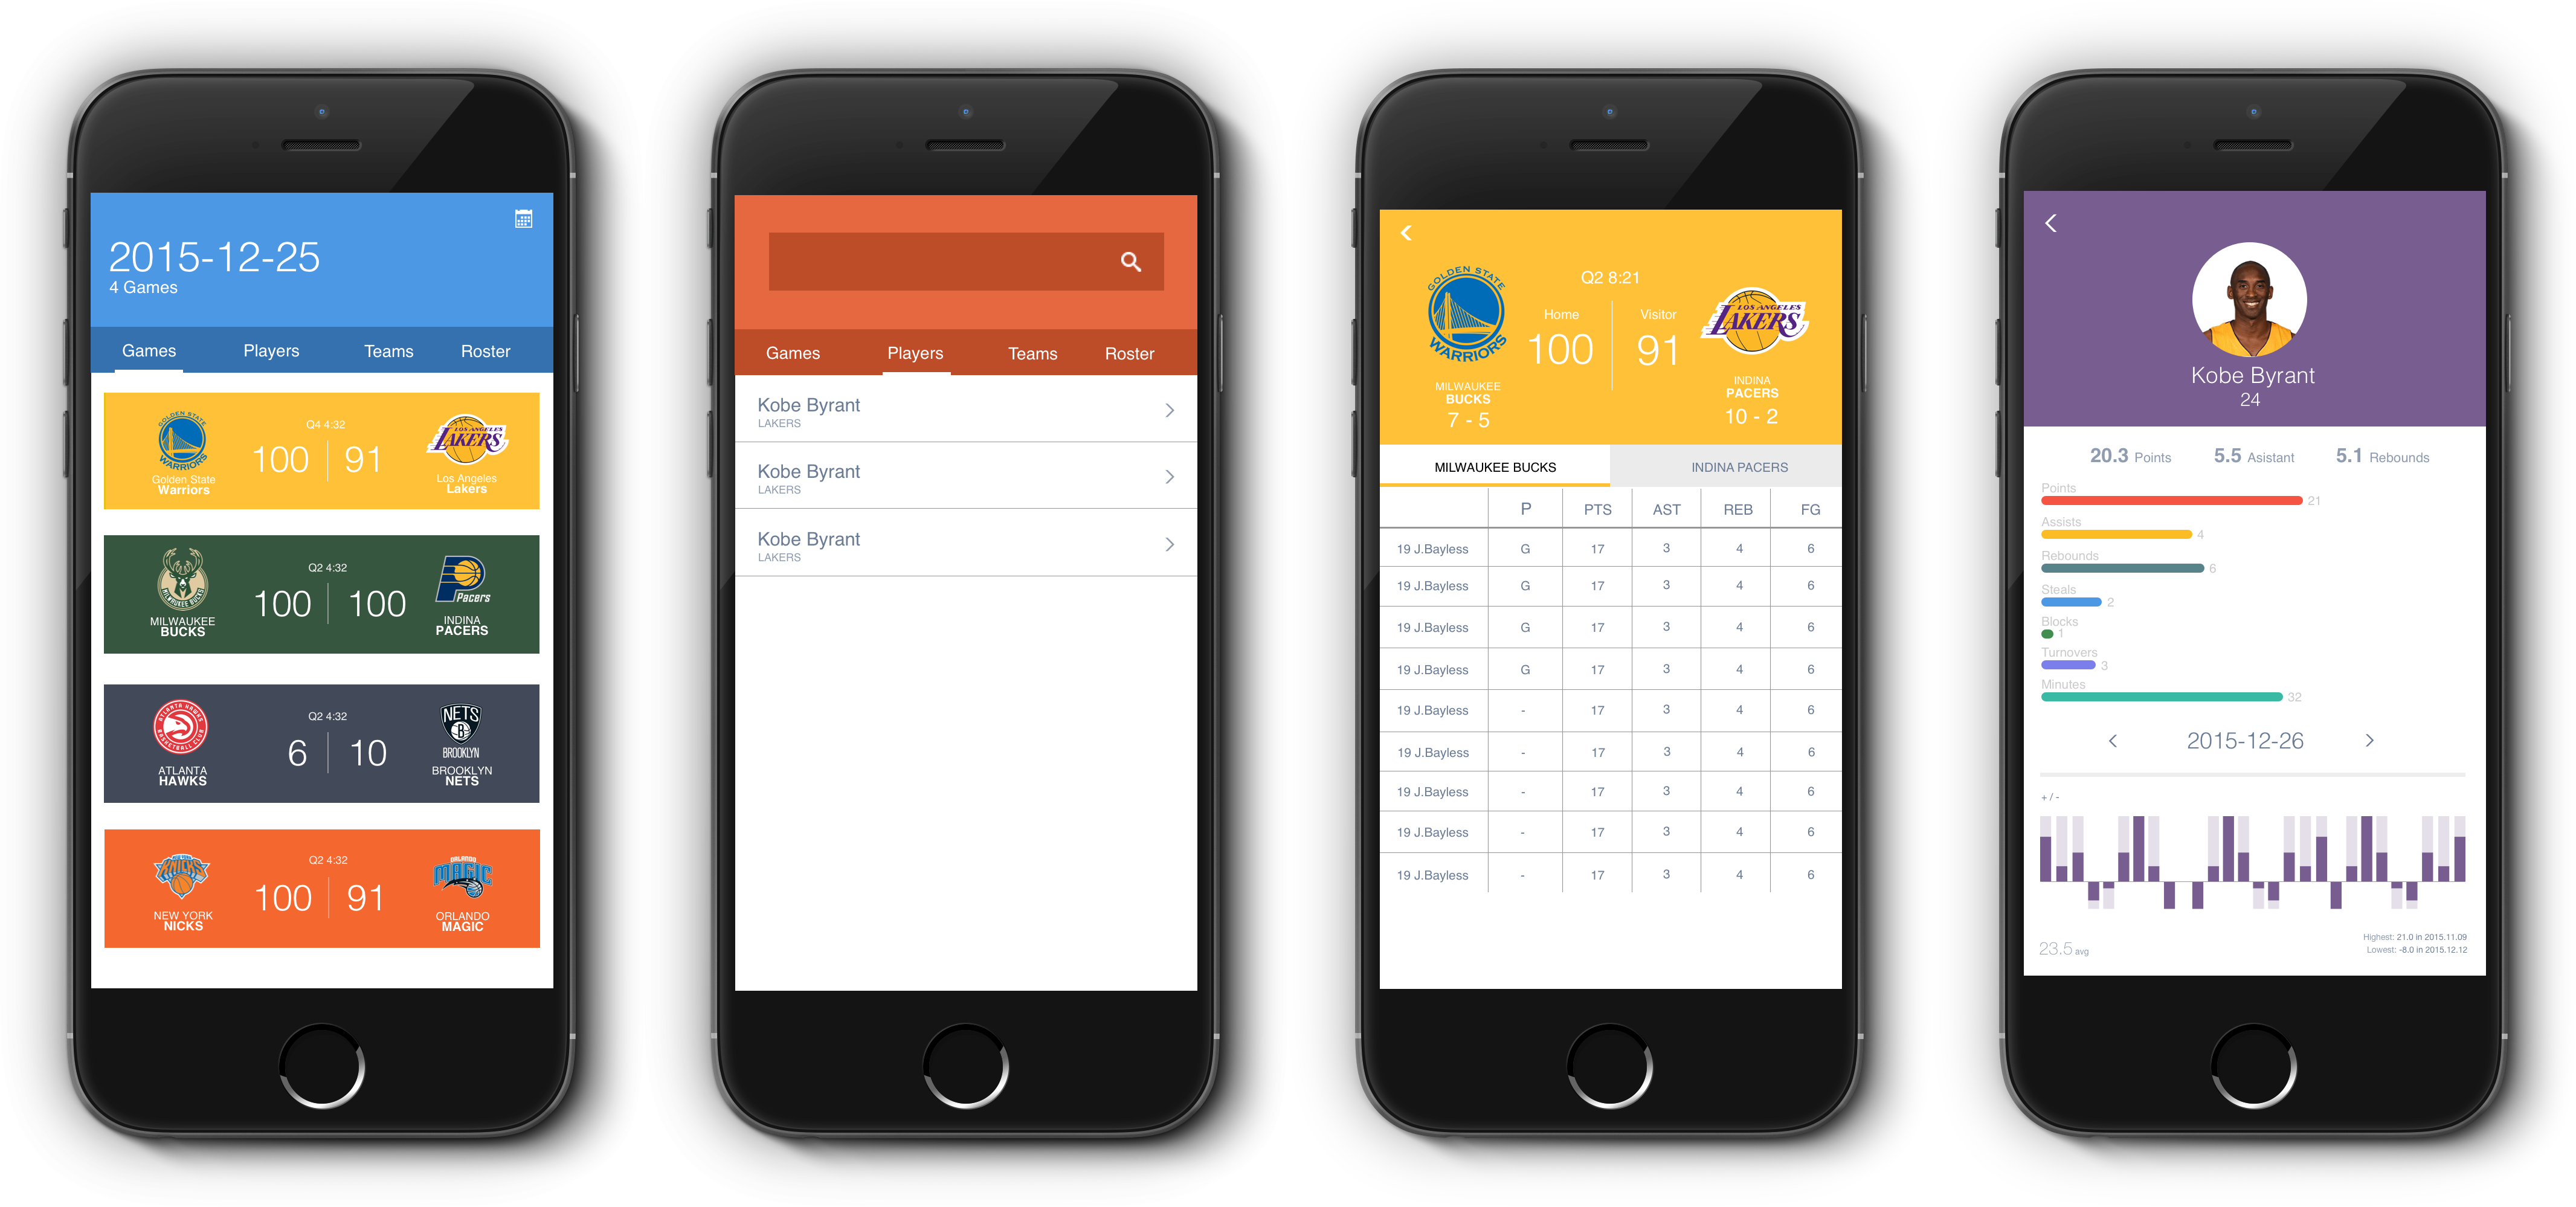 2015-12-25
4 Games
Games Players Teams Roster
GOLDEN STATE
WARRIORS
Q4 4:32
100 91
LOS ANGELES
LAKERS
Golden State
Warriors
Los Angeles
Lakers
MILWAUKEE BUCKS
Q2 4:32
100 100
Pacers
MILWAUKEE
BUCKS
INDINA
PACERS
ATLANTA HAWKS
BASKETBALL CLUB
Q2 4:32
6 10
NETS
B
BROOKLYN
ATLANTA
HAWKS
BROOKLYN
NETS
NEW YORK
KNICKS
Q2 4:32
100 91
ORLANDO
MAGIC
NEW YORK
NICKS
ORLANDO
MAGIC
Games Players Teams Roster
Kobe Byrant
LAKERS
Kobe Byrant
LAKERS
Kobe Byrant
LAKERS
GOLDEN STATE
WARRIORS
Q2 8:21
Home Visitor
100 91
LOS ANGELES
LAKERS
MILWAUKEE
BUCKS
7 - 5
INDINA
PACERS
10 - 2
MILWAUKEE BUCKS INDINA PACERS
P PTS AST REB FG
19 J.Bayless G 17 3 4 6
19 J.Bayless G 17 3 4 6
19 J.Bayless G 17 3 4 6
19 J.Bayless G 17 3 4 6
19 J.Bayless - 17 3 4 6
19 J.Bayless - 17 3 4 6
19 J.Bayless - 17 3 4 6
19 J.Bayless - 17 3 4 6
19 J.Bayless - 17 3 4 6
Kobe Byrant
24
20.3 Points 5.5 Asistant 5.1 Rebounds
Points
21
Assists
4
Rebounds
6
Steals
2
Blocks
1
Turnovers
3
Minutes
32
2015-12-26
+ / -
23.5 avg
Highest: 21.0 in 2015.11.09
Lowest: -8.0 in 2015.12.12